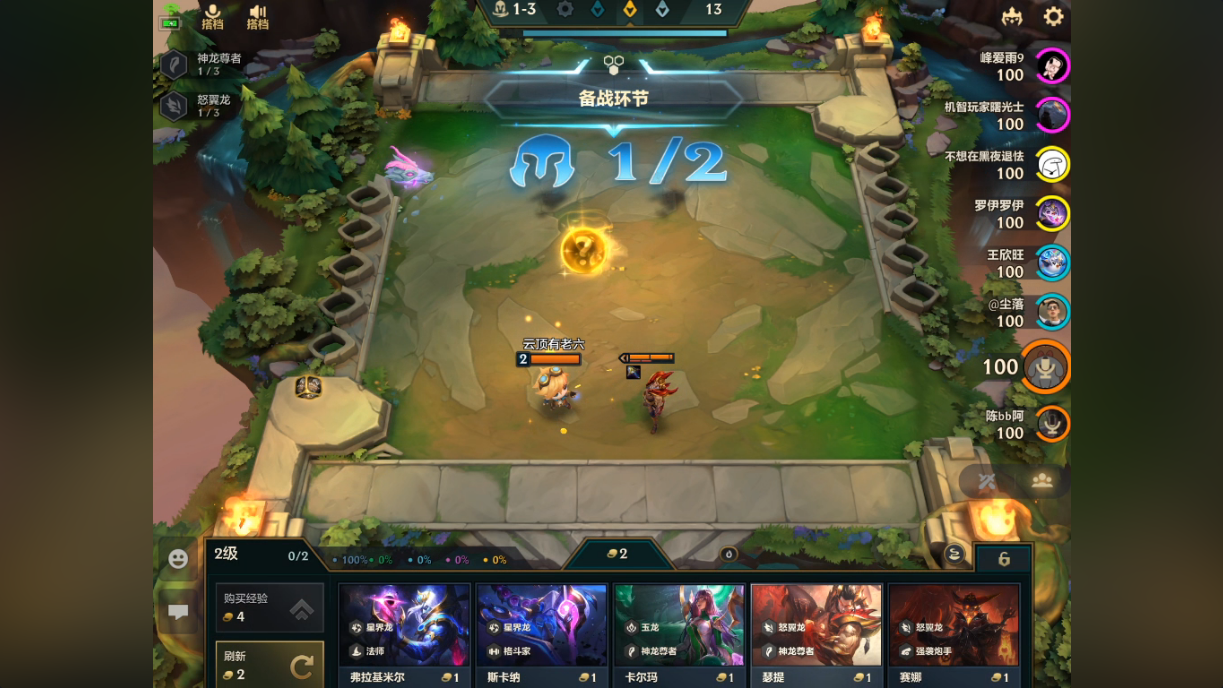 搭档
搭档
1-3
13
神龙尊者
1/3
怒翼龙
1/3
备战环节
1/2
峰爱雨9
100
机智玩家曙光士
100
不想在黑夜退怯
100
罗伊罗伊
100
王欣旺
100
@尘落
100
100
陈bb阿
100
云顶有老六
2
2级
0/2
100%
0%
0%
0%
0%
2
购买经验
4
刷新
2
星界龙
法师
弗拉基米尔
1
星界龙
格斗家
斯卡纳
1
玉龙
神龙尊者
卡尔玛
1
怒翼龙
神龙尊者
瑟提
1
怒翼龙
强袭炮手
赛娜
1